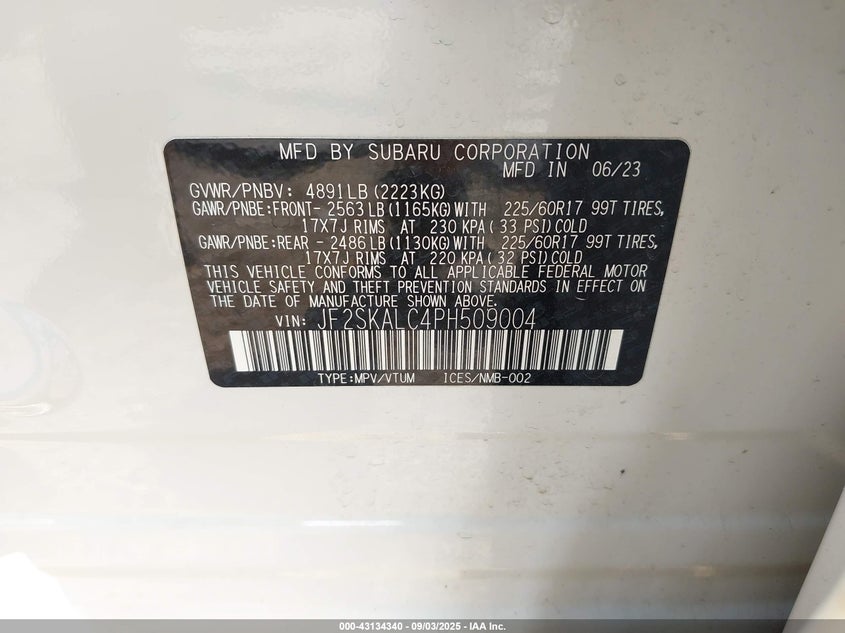 MFD BY SUBARU CORPORATION
MFD IN 06/23
GVWR/PNBV: 4891LB(2223KG)
GAWR/PNBE:FRONT- 2563LB(1165KG)WITH 225/60R17 99T TIRES,
17X7J RIMS AT 230 KPA( 33 PSI)COLD
GAWR/PNBE:REAR - 2486LB(1130KG)WITH 225/60R17 99T TIRES,
17X7J RIMS AT 220 KPA( 32 PSI)COLD
THIS VEHICLE CONFORMS TO ALL APPLICABLE FEDERAL MOTOR
VEHICLE SAFETY AND THEFT PREVENTION STANDARDS IN EFFECT ON
THE DATE OF MANUFACTURE SHOWN ABOVE.
VIN: JF2SKALC4PH509004
TYPE:MPV/VTUM ICES/NMB-002
000-43134340 - 09/03/2025 - IAA Inc.